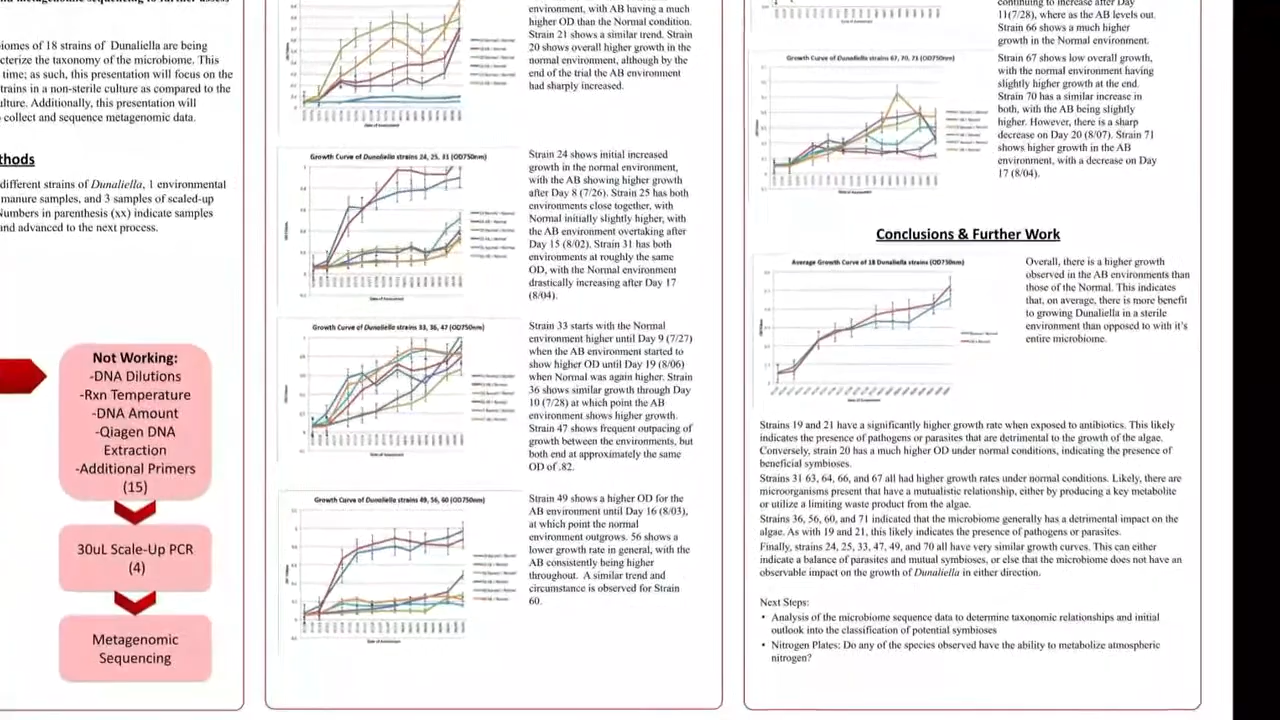 iomes of 18 strains of Dunaliella are being
cterize the taxonomy of the microbiome. This
time; as such, this presentation will focus on the
trains in a non-sterile culture as compared to the
ulture. Additionally, this presentation will
collect and sequence metagenomic data.
thods
different strains of Dunaliella, 1 environmental
manure samples, and 3 samples of scaled-up
Numbers in parenthesis (xx) indicate samples
and advanced to the next process.
Not Working:
-DNA Dilutions
-Rxn Temperature
-DNA Amount
-Qiagen DNA
Extraction
-Additional Primers
(15)
30uL Scale-Up PCR
(4)
Metagenomic
Sequencing
environment, with AB having a much
higher OD than the Normal condition.
Strain 21 shows a similar trend. Strain
20 shows overall higher growth in the
normal environment, although by the
end of the trial the AB environment
had sharply increased.
Growth Curve of Dunaliella strains 24, 25, 31 (OD750nm)
Strain 24 shows initial increased
growth in the normal environment,
with the AB showing higher growth
after Day 8 (7/26). Strain 25 has both
environments close together, with
Normal initially slightly higher, with
the AB environment overtaking after
Day 15 (8/02). Strain 31 has both
environments at roughly the same
OD, with the Normal environment
drastically increasing after Day 17
(8/04).
Growth Curve of Dunaliella strains 33, 36, 47 (OD750nm)
Strain 33 starts with the Normal
environment higher until Day 9 (7/27)
when the AB environment started to
show higher OD until Day 19 (8/06)
when Normal was again higher. Strain
36 shows similar growth through Day
10 (7/28) at which point the AB
environment shows higher growth.
Strain 47 shows frequent outpacing of
growth between the environments, but
both end at approximately the same
OD of .82.
Growth Curve of Dunaliella strains 49, 56, 60 (OD750nm)
Strain 49 shows a higher OD for the
AB environment until Day 16 (8/03),
at which point the normal
environment outgrows. 56 shows a
lower growth rate in general, with the
AB consistently being higher
throughout. A similar trend and
circumstance is observed for Strain
60.
continuing to increase after Day
11(7/28), where as the AB levels out.
Strain 66 shows a much higher
growth in the Normal environment.
Growth Curve of Dunaliella strains 67, 70, 71 (OD750nm)
Strain 67 shows low overall growth,
with the normal environment having
slightly higher growth at the end.
Strain 70 has a similar increase in
both, with the AB being slightly
higher. However, there is a sharp
decrease on Day 20 (8/07). Strain 71
shows higher growth in the AB
environment, with a decrease on Day
17 (8/04).
Conclusions & Further Work
Average Growth Curve of 18 Dunaliella strains (OD750nm)
Overall, there is a higher growth
observed in the AB environments than
those of the Normal. This indicates
that, on average, there is more benefit
to growing Dunaliella in a sterile
environment than opposed to with it's
entire microbiome.
Strains 19 and 21 have a significantly higher growth rate when exposed to antibiotics. This likely
indicates the presence of pathogens or parasites that are detrimental to the growth of the algae.
Conversely, strain 20 has a much higher OD under normal conditions, indicating the presence of
beneficial symbioses.
Strains 31 63, 64, 66, and 67 all had higher growth rates under normal conditions. Likely, there are
microorganisms present that have a mutualistic relationship, either by producing a key metabolite
or utilize a limiting waste product from the algae.
Strains 36, 56, 60, and 71 indicated that the microbiome generally has a detrimental impact on the
algae. As with 19 and 21, this likely indicates the presence of pathogens or parasites.
Finally, strains 24, 25, 33, 47, 49, and 70 all have very similar growth curves. This can either
indicate a balance of parasites and mutual symbioses, or else that the microbiome does not have an
observable impact on the growth of Dunaliella in either direction.
Next Steps:
• Analysis of the microbiome sequence data to determine taxonomic relationships and initial
outlook into the classification of potential symbioses
• Nitrogen Plates: Do any of the species observed have the ability to metabolize atmospheric
nitrogen?